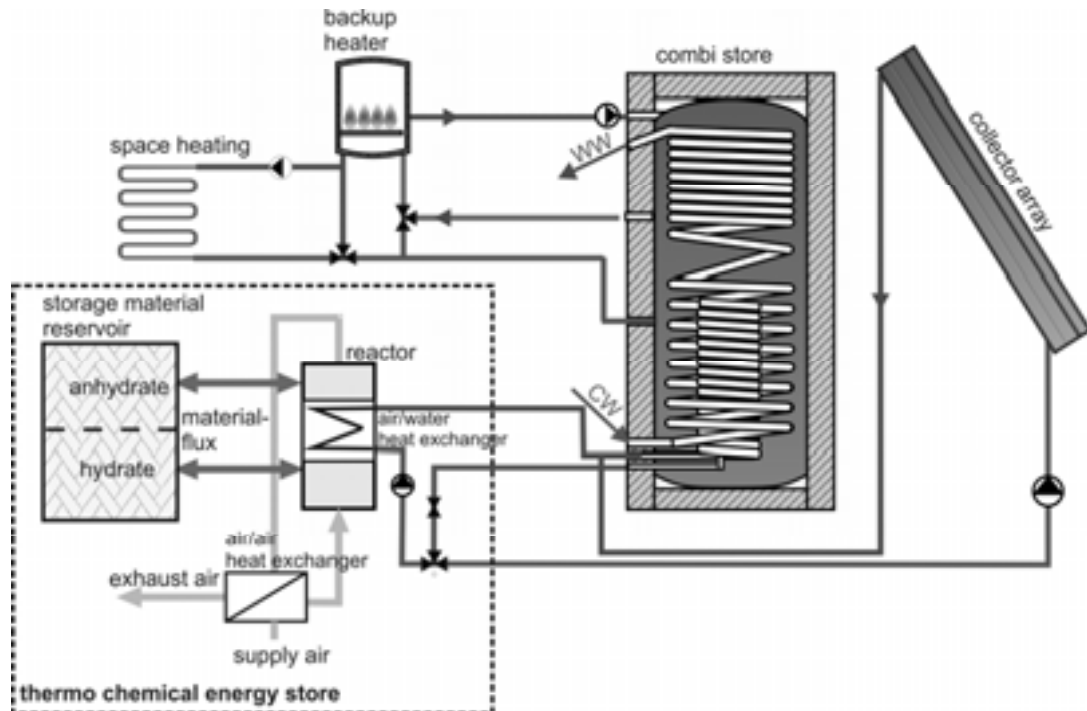 backup
heater
combi store
space heating
WW
collector array
storage material
reservoir
reactor
anhydrate
material-
flux
air/water
heat exchanger
CW
hydrate
air/air
heat exchanger
exhaust air
supply air
thermo chemical energy store